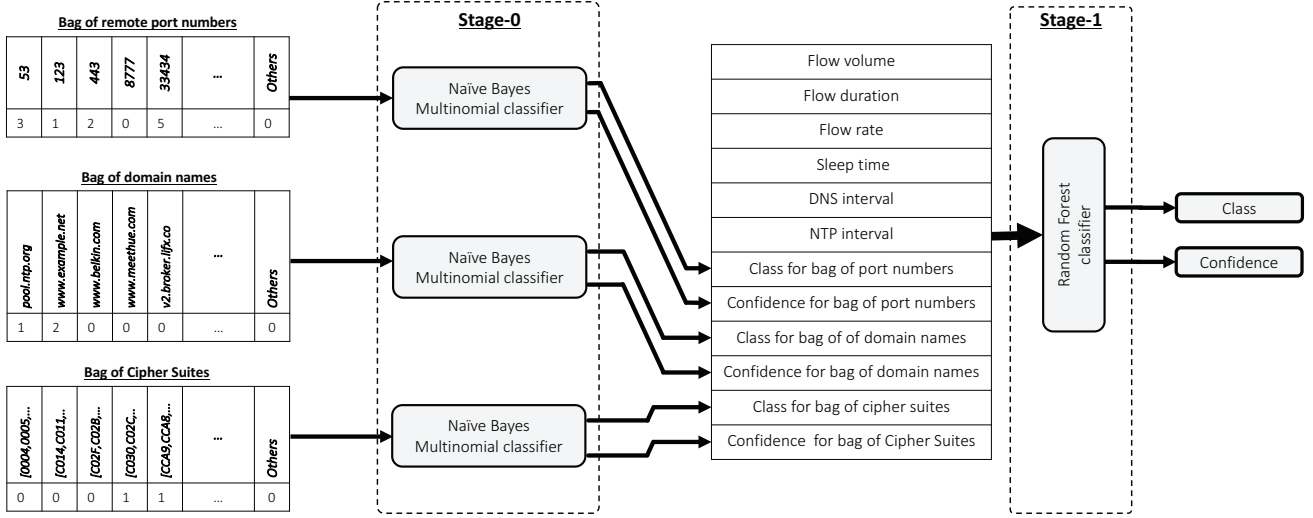 Bag of remote port numbers
53 123 443 8777 33434 ... Others
3 1 2 0 5 ... 0
Bag of domain names
pool.ntp.org www.example.net www.belkin.com www.meethue.com v2.broker.lifx.co ... Others
1 2 0 0 0 ... 0
Bag of Cipher Suites
[0004,0005,... [C014,C011,.. [C02F,C02B,... [C030,C02C,... [CCA9,CCAB,... ... Others
0 0 0 1 1 ... 0
Stage-0
Naïve Bayes
Multinomial classifier
Naïve Bayes
Multinomial classifier
Naïve Bayes
Multinomial classifier
Flow volume
Flow duration
Flow rate
Sleep time
DNS interval
NTP interval
Class for bag of port numbers
Confidence for bag of port numbers
Class for bag of of domain names
Confidence for bag of domain names
Class for bag of cipher suites
Confidence for bag of Cipher Suites
Stage-1
Random Forest
classifier
Class
Confidence